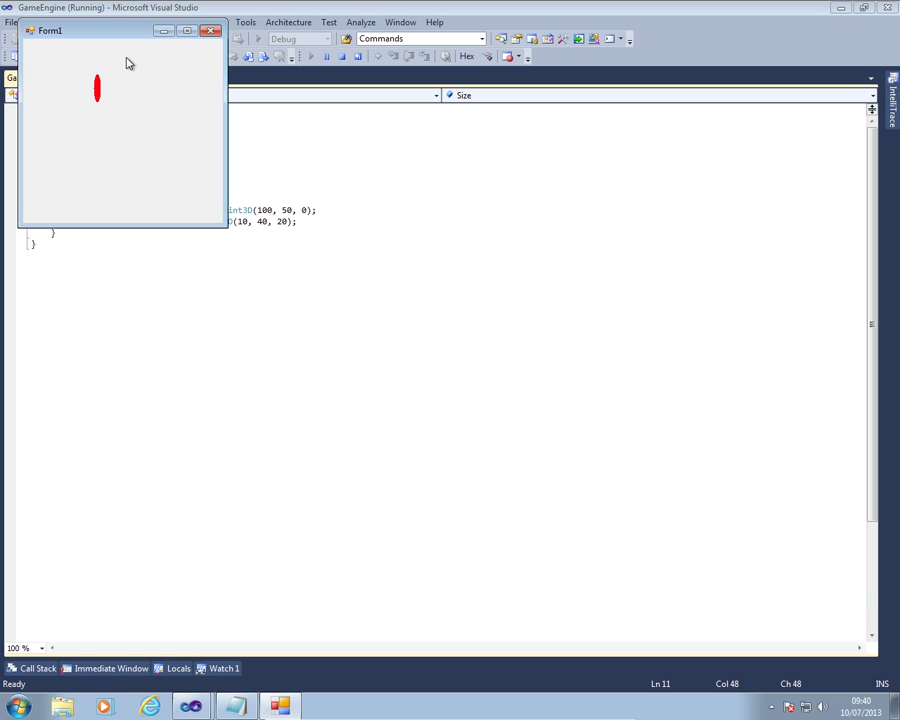 GameEngine (Running) - Microsoft Visual Studio
Tools Architecture Test Analyze Window Help
Form1
Debug Commands
Hex
Size
int3D(100, 50, 0);
D(10, 40, 20);
}
}
IntelliTrace
100 %
Call Stack Immediate Window Locals Watch 1
Ready Ln 11 Col 48 Ch 48 INS
09:40
10/07/2013